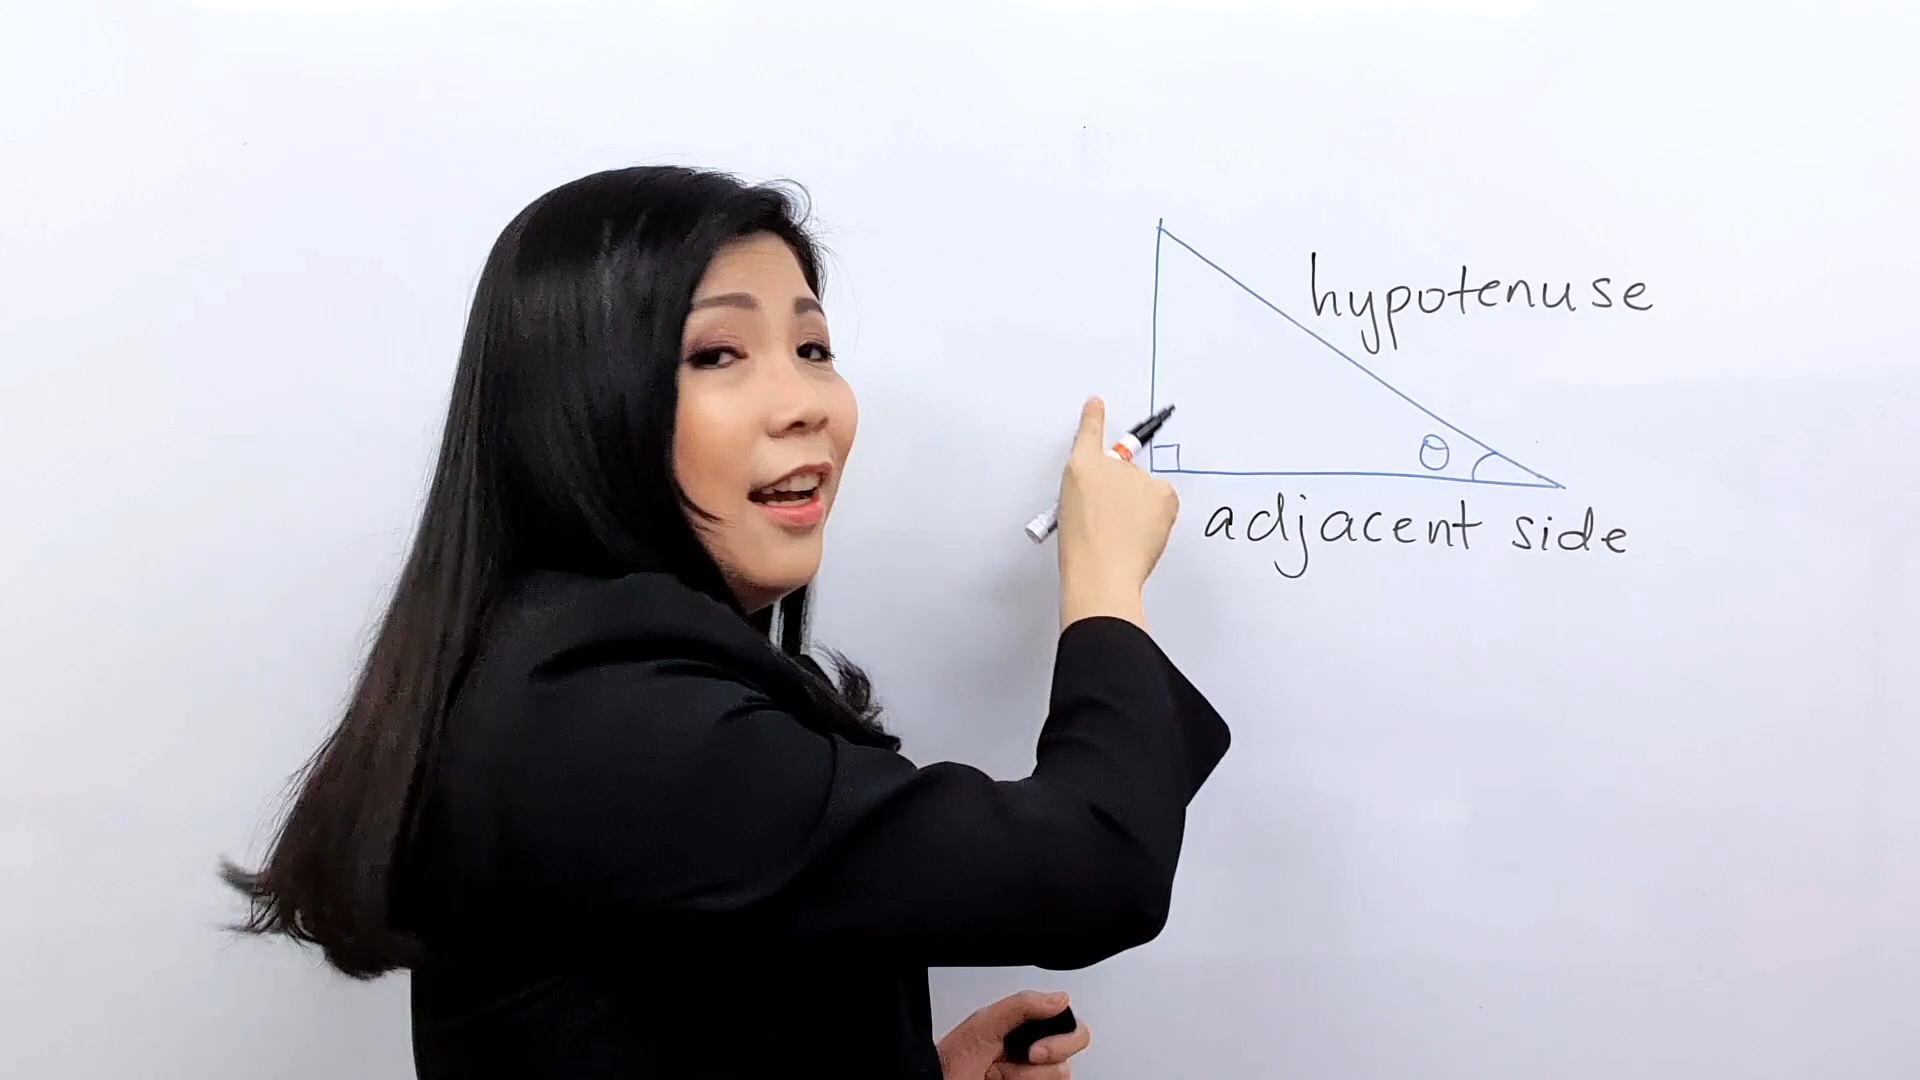 hypotenuse
θ
adjacent side